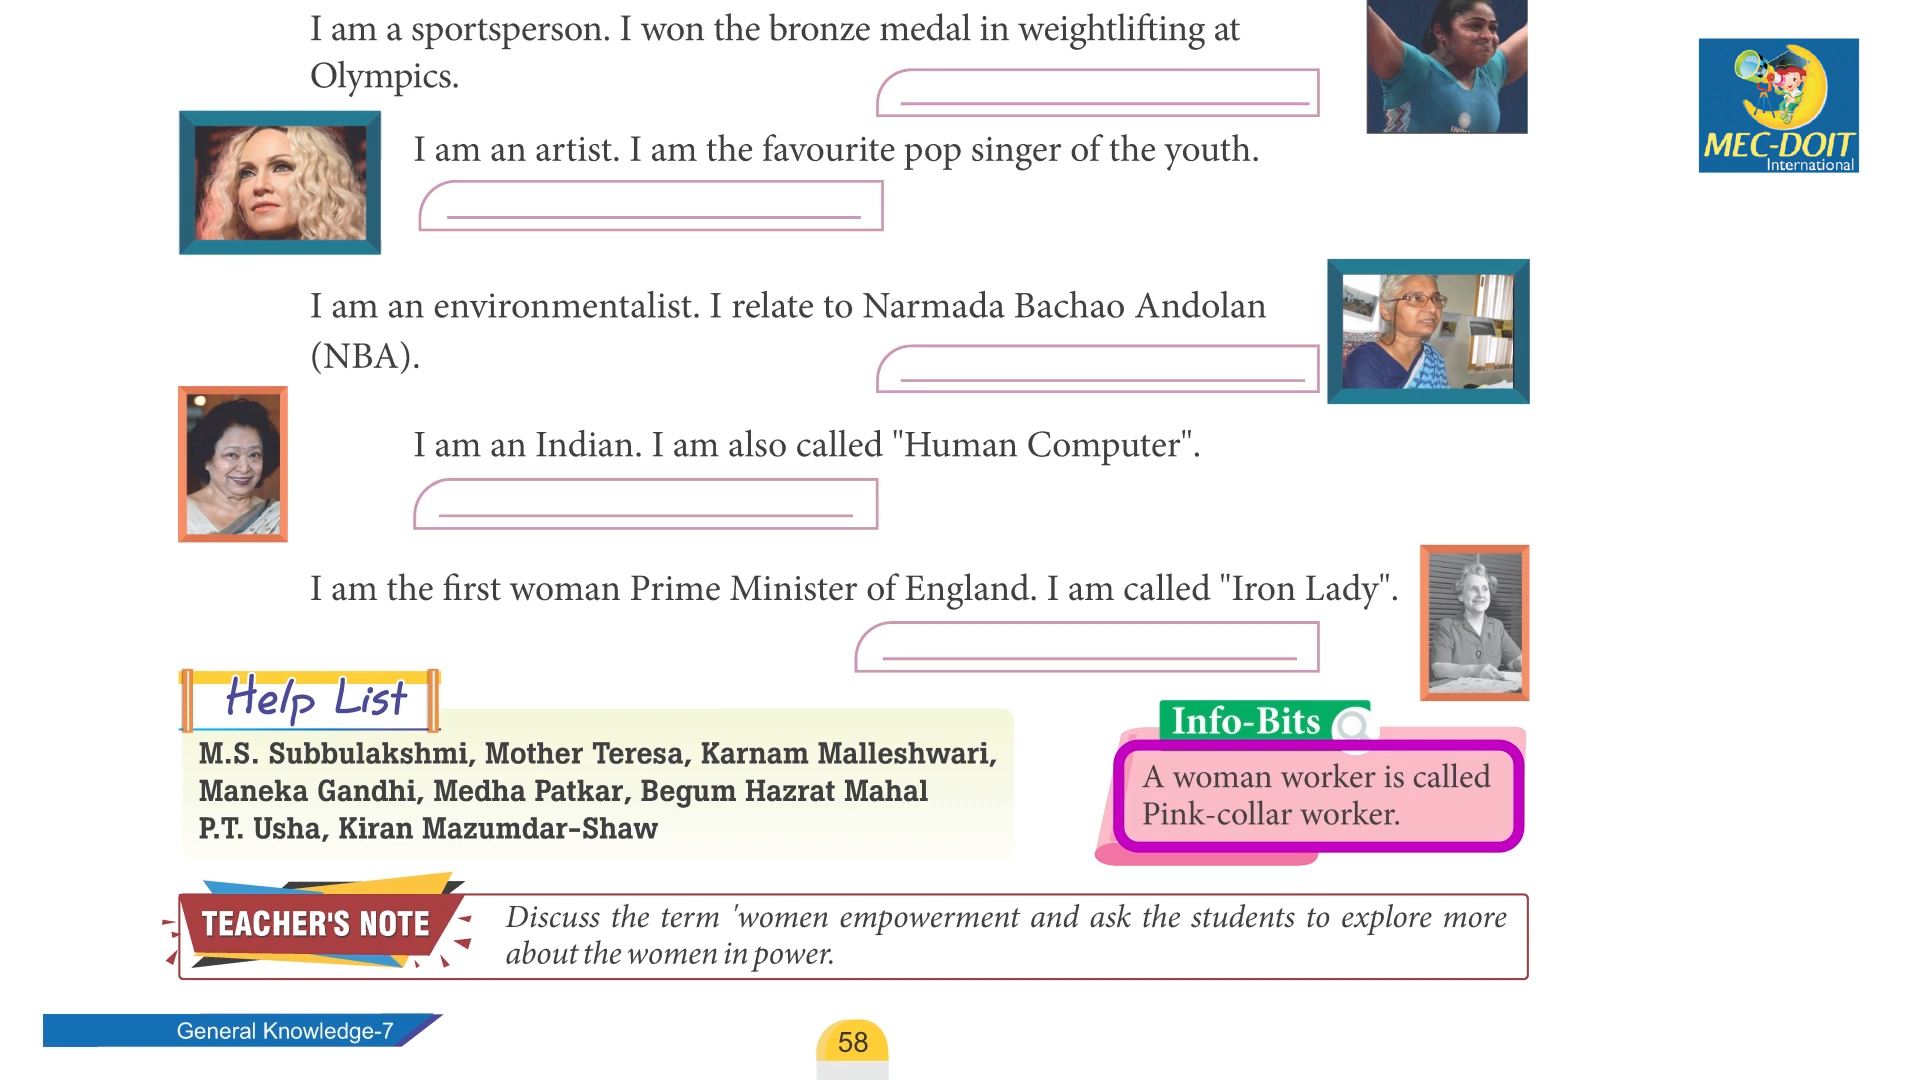 I am a sportsperson. I won the bronze medal in weightlifting at
Olympics.
MEC-DOIT
International
I am an artist. I am the favourite pop singer of the youth.
I am an environmentalist. I relate to Narmada Bachao Andolan
(NBA).
I am an Indian. I am also called "Human Computer".
I am the first woman Prime Minister of England. I am called "Iron Lady".
Help List
M.S. Subbulakshmi, Mother Teresa, Karnam Malleshwari,
Maneka Gandhi, Medha Patkar, Begum Hazrat Mahal
P.T. Usha, Kiran Mazumdar-Shaw
Info-Bits
A woman worker is called
Pink-collar worker.
TEACHER'S NOTE
Discuss the term 'women empowerment and ask the students to explore more
about the women in power.
General Knowledge-7
58